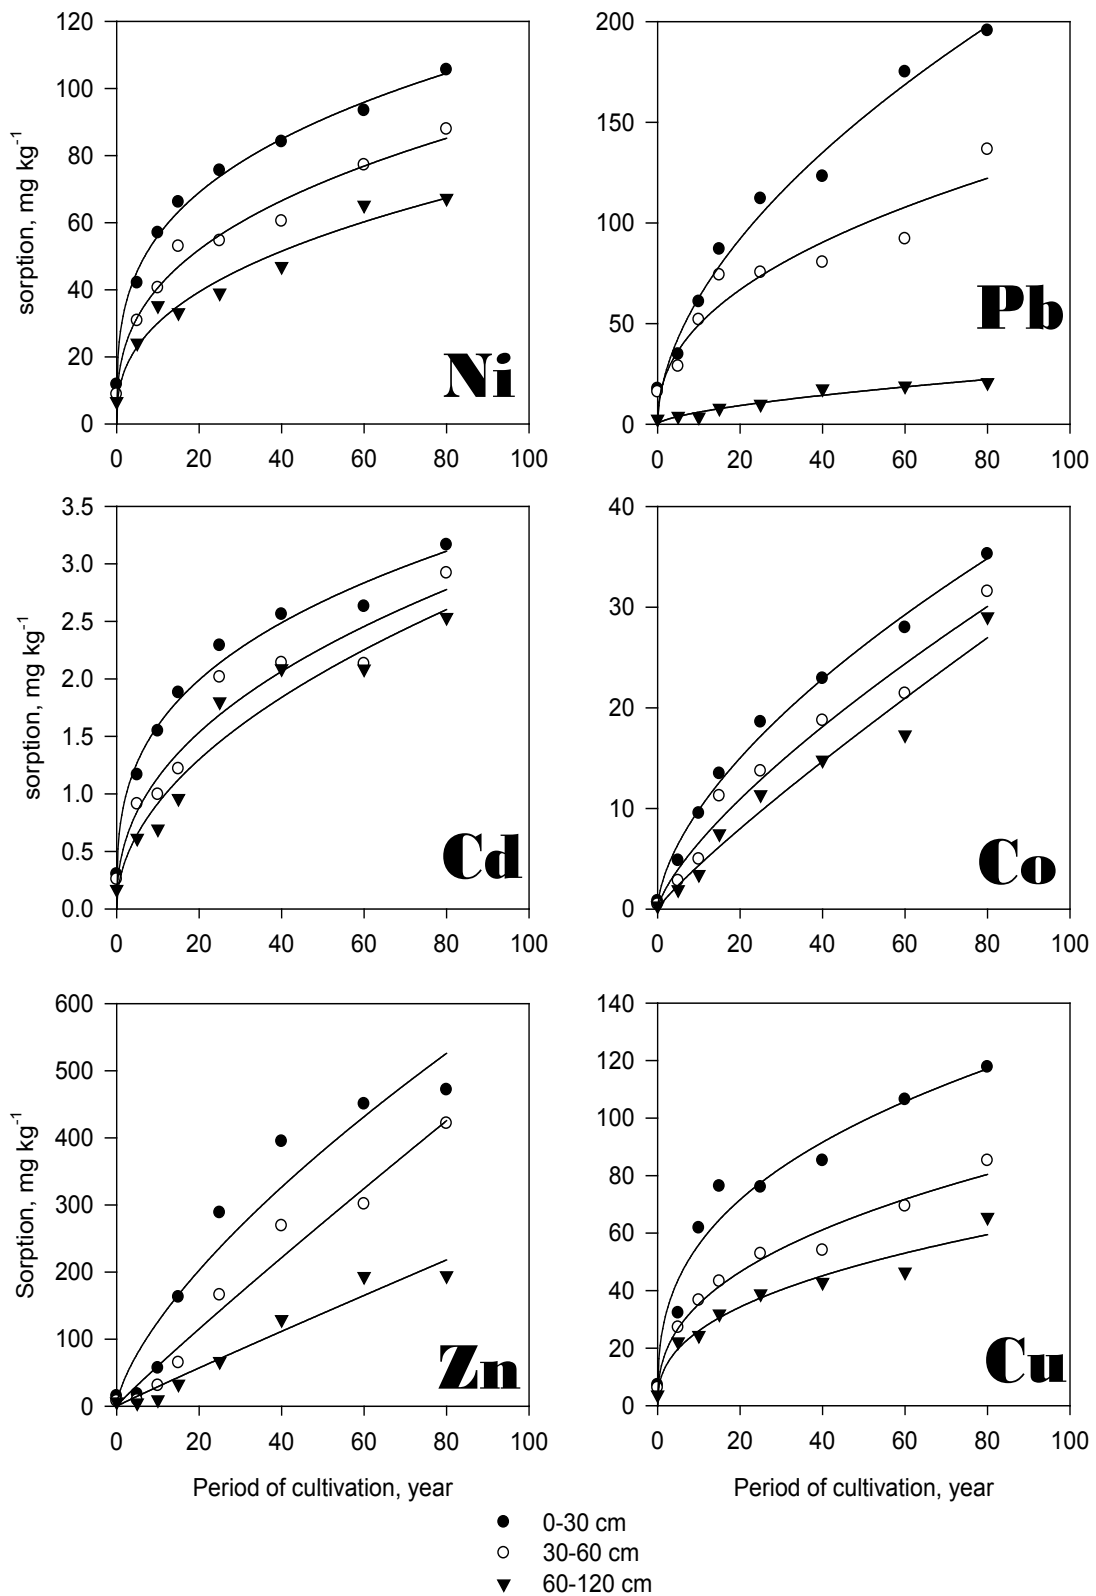 120
100
80
60
40
20
0
sorption, mg kg-1
Ni
0 20 40 60 80 100
200
150
100
50
0
Pb
0 20 40 60 80 100
3.5
3.0
2.5
2.0
1.5
1.0
0.5
0.0
sorption, mg kg-1
Cd
0 20 40 60 80 100
40
30
20
10
0
Co
0 20 40 60 80 100
600
500
400
300
200
100
0
Sorption, mg kg-1
Zn
0 20 40 60 80 100
Period of cultivation, year
140
120
100
80
60
40
20
0
Cu
0 20 40 60 80 100
Period of cultivation, year
0-30 cm
30-60 cm
60-120 cm